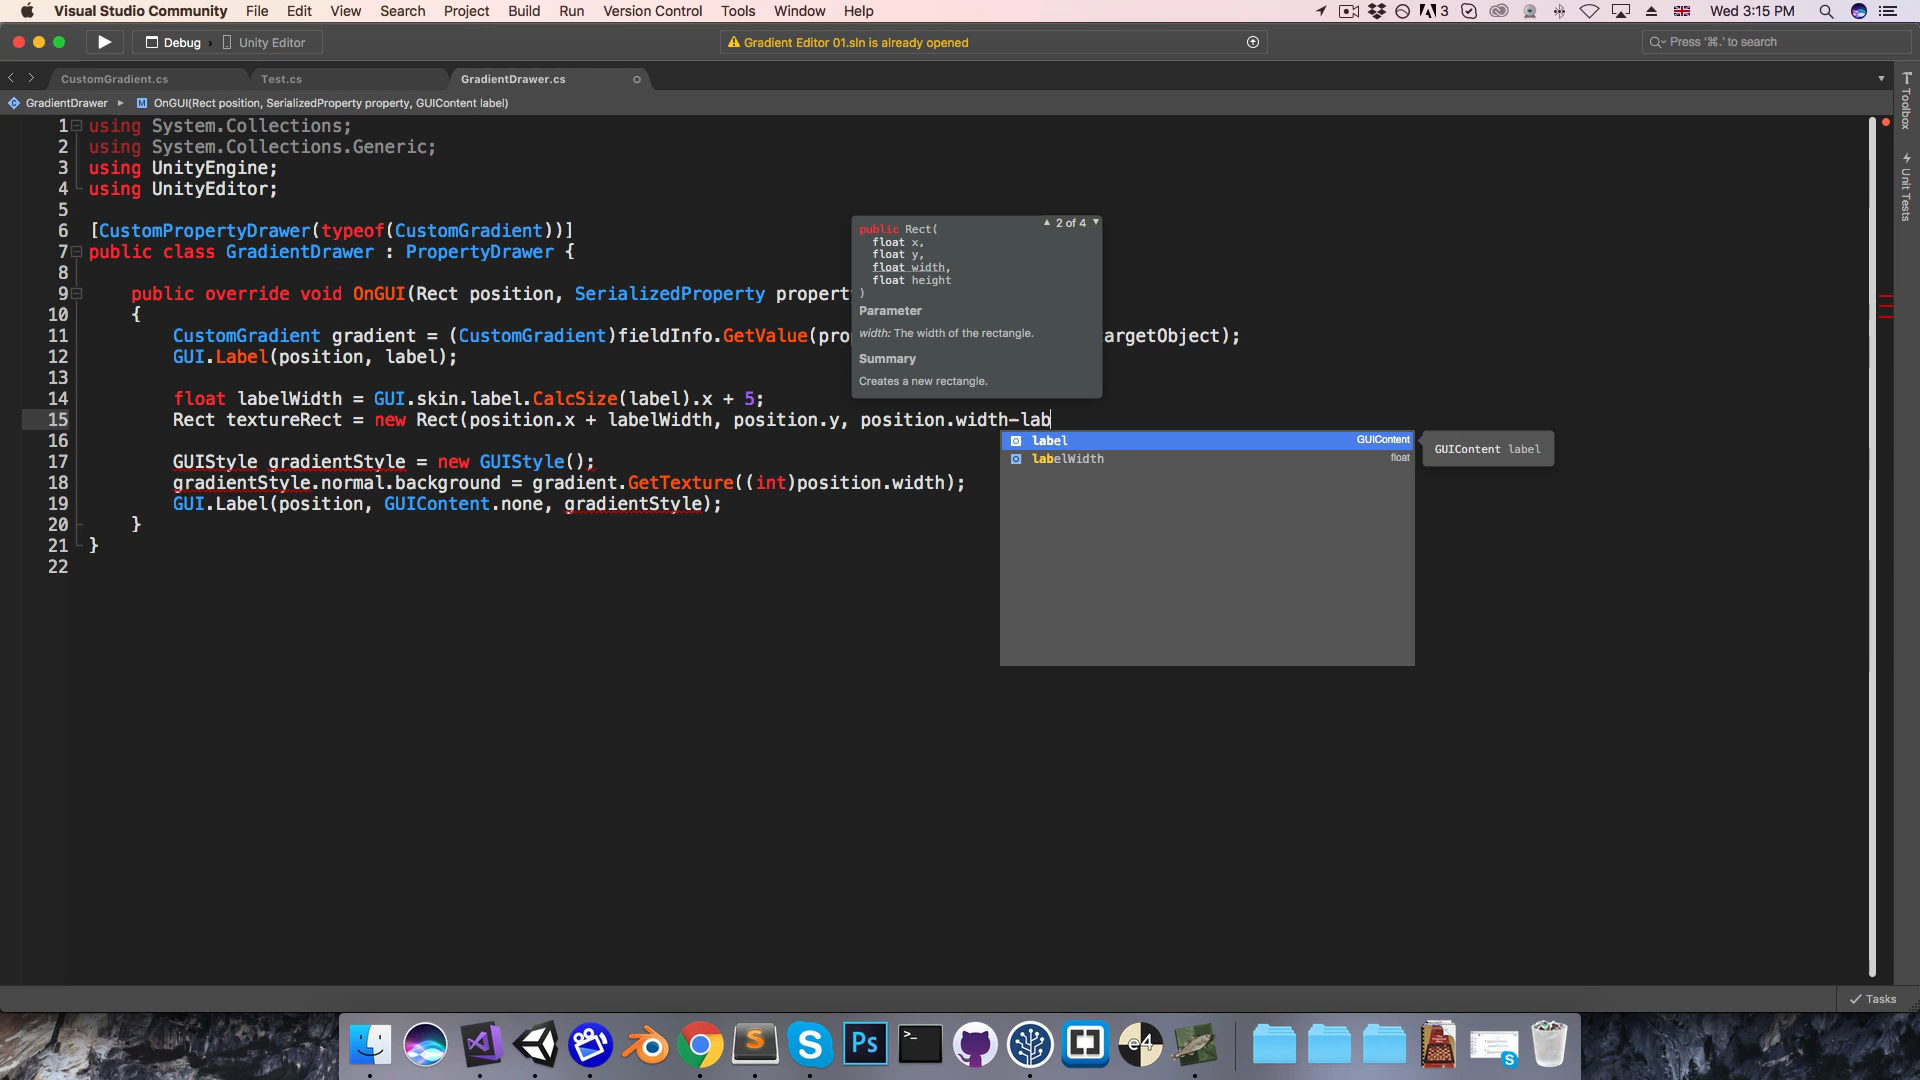 Visual Studio Community File Edit View Search Project Build Run Version Control Tools Window Help 3 Wed 3:15 PM
Debug › Unity Editor Gradient Editor 01.sln is already opened Press '⌘.' to search
CustomGradient.cs Test.cs GradientDrawer.cs
GradientDrawer ▸ M OnGUI(Rect position, SerializedProperty property, GUIContent label)
Toolbox
Unit Tests
1 using System.Collections;
2 using System.Collections.Generic;
3 using UnityEngine;
4 using UnityEditor;
5
6 [CustomPropertyDrawer(typeof(CustomGradient))]
7 public class GradientDrawer : PropertyDrawer {
8
9 public override void OnGUI(Rect position, SerializedProperty propert
10 {
11 CustomGradient gradient = (CustomGradient)fieldInfo.GetValue(pro argetObject);
12 GUI.Label(position, label);
13
14 float labelWidth = GUI.skin.label.CalcSize(label).x + 5;
15 Rect textureRect = new Rect(position.x + labelWidth, position.y, position.width-lab
16
17 GUIStyle gradientStyle = new GUIStyle();
18 gradientStyle.normal.background = gradient.GetTexture((int)position.width);
19 GUI.Label(position, GUIContent.none, gradientStyle);
20 }
21 }
22
▲ 2 of 4 ▼
public Rect(
float x,
float y,
float width,
float height
)
Parameter
width: The width of the rectangle.
Summary
Creates a new rectangle.
label GUIContent
labelWidth float
GUIContent label
Tasks
Ps
e4
S